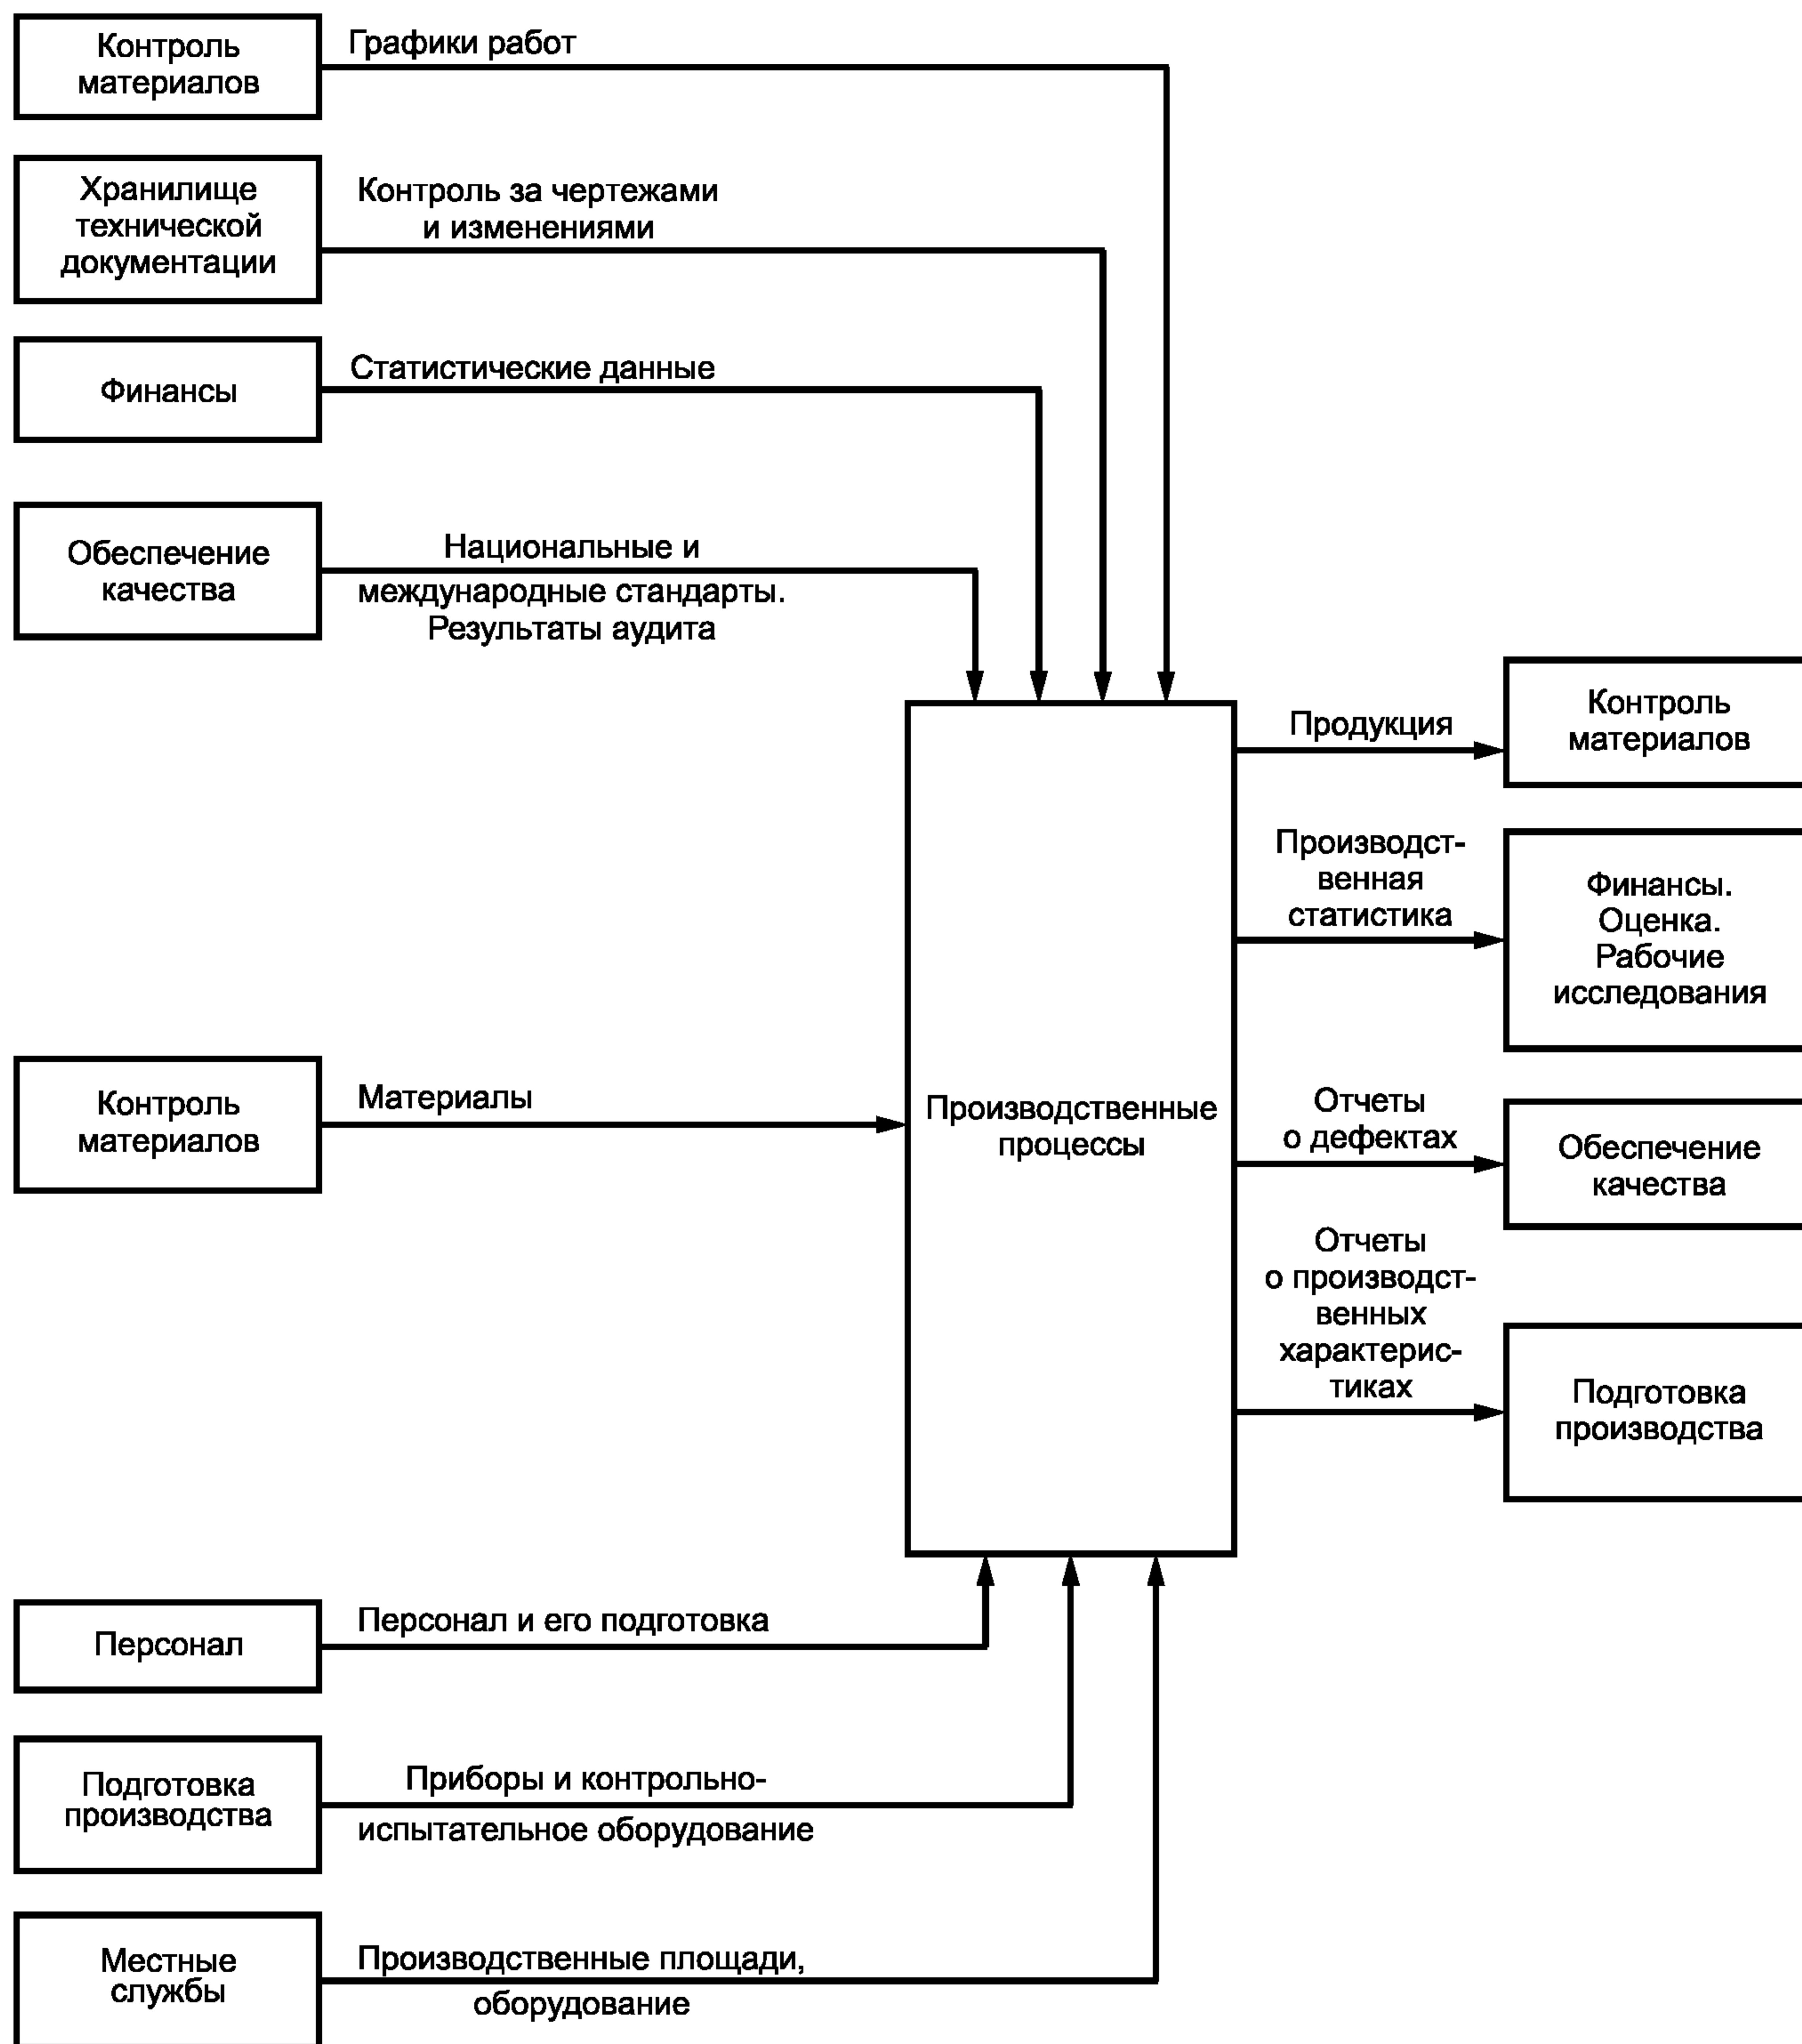 Контроль
материалов
Графики работ
Хранилище
технической
документации
Контроль за чертежами
и изменениями
Финансы
Статистические данные
Обеспечение
качества
Национальные и
международные стандарты.
Результаты аудита
Контроль
материалов
Материалы
Производственные
процессы
Продукция
Контроль
материалов
Производст-
венная
статистика
Финансы.
Оценка.
Рабочие
исследования
Отчеты
о дефектах
Обеспечение
качества
Отчеты
о производст-
венных
характерис-
тиках
Подготовка
производства
Персонал
Персонал и его подготовка
Подготовка
производства
Приборы и контрольно-
испытательное оборудование
Местные
службы
Производственные площади,
оборудование